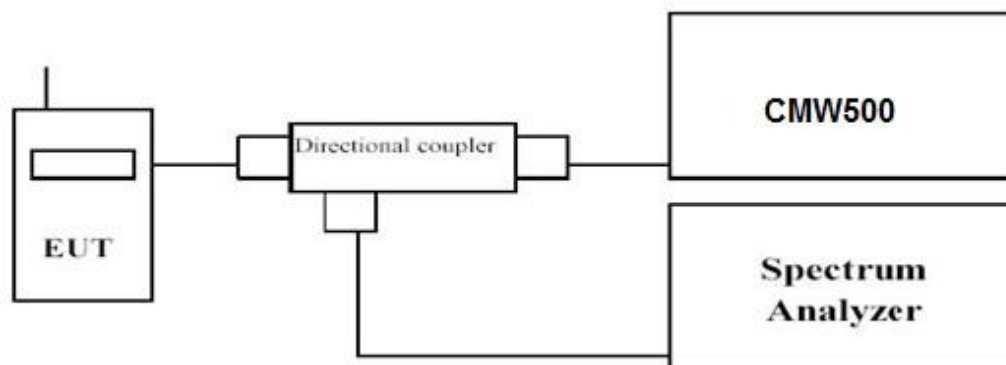 CMW500
Directional coupler
EUT
Spectrum
Analyzer